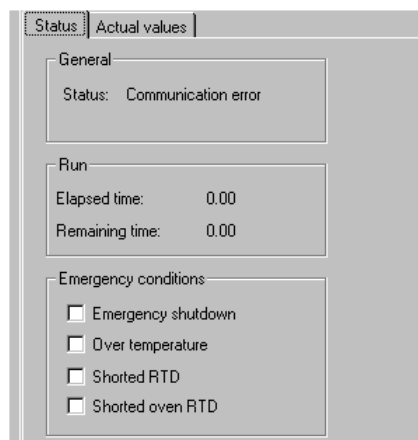 Status Actual values
General
Status: Communication error
Run
Elapsed time: 0.00
Remaining time: 0.00
Emergency conditions
Emergency shutdown
Over temperature
Shorted RTD
Shorted oven RTD